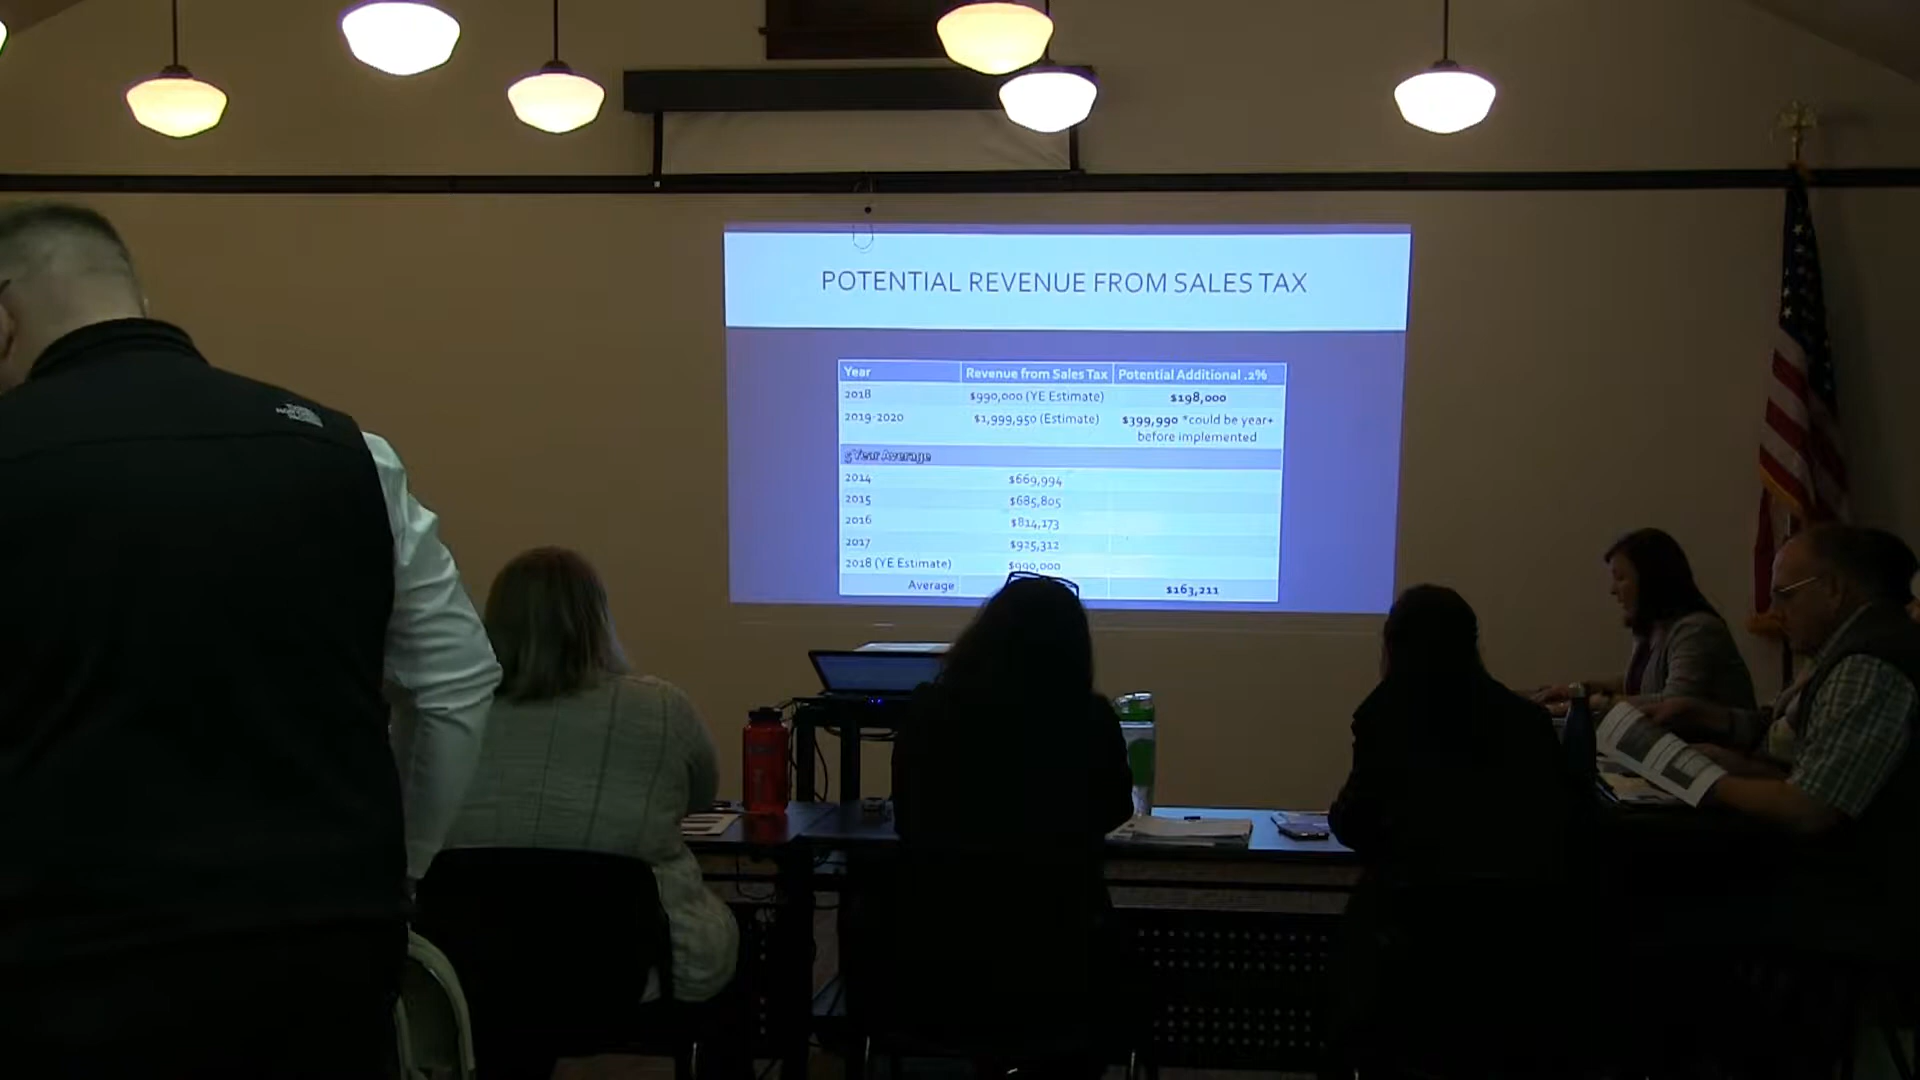 POTENTIAL REVENUE FROM SALES TAX
Year Revenue from Sales Tax Potential Additional .2%
2018 $990,000 (YE Estimate) $198,000
2019-2020 $1,999,950 (Estimate) $399,990 *could be year+
before implemented
5 Year Average
2014 $669,994
2015 $685,805
2016 $814,173
2017 $925,312
2018 (YE Estimate) $990,000
Average $163,211